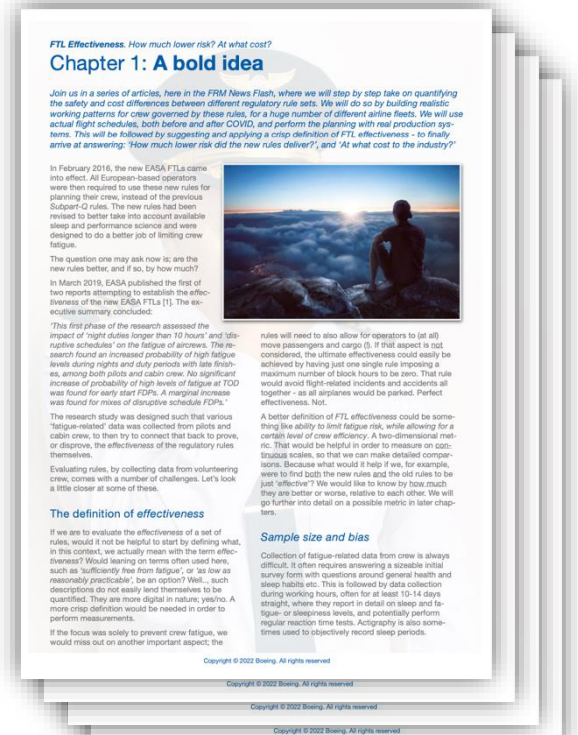 FTL Effectiveness. How much lower risk? At what cost?
Chapter 1: A bold idea
Join us in a series of articles, here in the FRM News Flash, where we will step by step take on quantifying
the safety and cost differences between different regulatory rule sets. We will do so by building realistic
working patterns for crew governed by these rules, for a huge number of different airline fleets. We will use
actual flight schedules, both before and after COVID, and perform the planning with real production sys-
tems. This will be followed by suggesting and applying a crisp definition of FTL effectiveness - to finally
arrive at answering: 'How much lower risk did the new rules deliver?', and 'At what cost to the industry?'
In February 2016, the new EASA FTLs came
into effect. All European-based operators
were then required to use these new rules for
planning their crew, instead of the previous
Subpart-Q rules. The new rules had been
revised to better take into account available
sleep and performance science and were
designed to do a better job of limiting crew
fatigue.
The question one may ask now is; are the
new rules better, and if so, by how much?
In March 2019, EASA published the first of
two reports attempting to establish the effec-
tiveness of the new EASA FTLs [1]. The ex-
ecutive summary concluded:
'This first phase of the research assessed the
impact of 'night duties longer than 10 hours' and 'dis-
ruptive schedules' on the fatigue of aircrews. The re-
search found an increased probability of high fatigue
levels during nights and duty periods with late finish-
es, among both pilots and cabin crew. No significant
increase of probability of high levels of fatigue at TOD
was found for early start FDPs. A marginal increase
was found for mixes of disruptive schedule FDPs.'
The research study was designed such that various
'fatigue-related' data was collected from pilots and
cabin crew, to then try to connect that back to prove,
or disprove, the effectiveness of the regulatory rules
themselves.
Evaluating rules, by collecting data from volunteering
crew, comes with a number of challenges. Let's look
a little closer at some of these.
The definition of effectiveness
If we are to evaluate the effectiveness of a set of
rules, would it not be helpful to start by defining what,
in this context, we actually mean with the term effec-
tiveness? Would leaning on terms often used here,
such as 'sufficiently free from fatigue', or 'as low as
reasonably practicable', be an option? Well.., such
descriptions do not easily lend themselves to be
quantified. They are more digital in nature; yes/no. A
more crisp definition would be needed in order to
perform measurements.
If the focus was solely to prevent crew fatigue, we
would miss out on another important aspect; the
rules will need to also allow for operators to (at all)
move passengers and cargo (!). If that aspect is not
considered, the ultimate effectiveness could easily be
achieved by having just one single rule imposing a
maximum number of block hours to be zero. That rule
would avoid flight-related incidents and accidents all
together - as all airplanes would be parked. Perfect
effectiveness. Not.
A better definition of FTL effectiveness could be some-
thing like ability to limit fatigue risk, while allowing for a
certain level of crew efficiency. A two-dimensional met-
ric. That would be helpful in order to measure on con-
tinuous scales, so that we can make detailed compar-
isons. Because what would it help if we, for example,
were to find both the new rules and the old rules to be
just 'effective'? We would like to know by how much
they are better or worse, relative to each other. We will
go further into detail on a possible metric in later chap-
ters.
Sample size and bias
Collection of fatigue-related data from crew is always
difficult. It often requires answering a sizeable initial
survey form with questions around general health and
sleep habits etc. This is followed by data collection
during working hours, often for at least 10-14 days
straight, where they report in detail on sleep and fa-
tigue- or sleepiness levels, and potentially perform
regular reaction time tests. Actigraphy is also some-
times used to objectively record sleep periods.
Copyright © 2022 Boeing. All rights reserved
Copyright © 2022 Boeing. All rights reserved
Copyright © 2022 Boeing. All rights reserved
Copyright © 2022 Boeing. All rights reserved